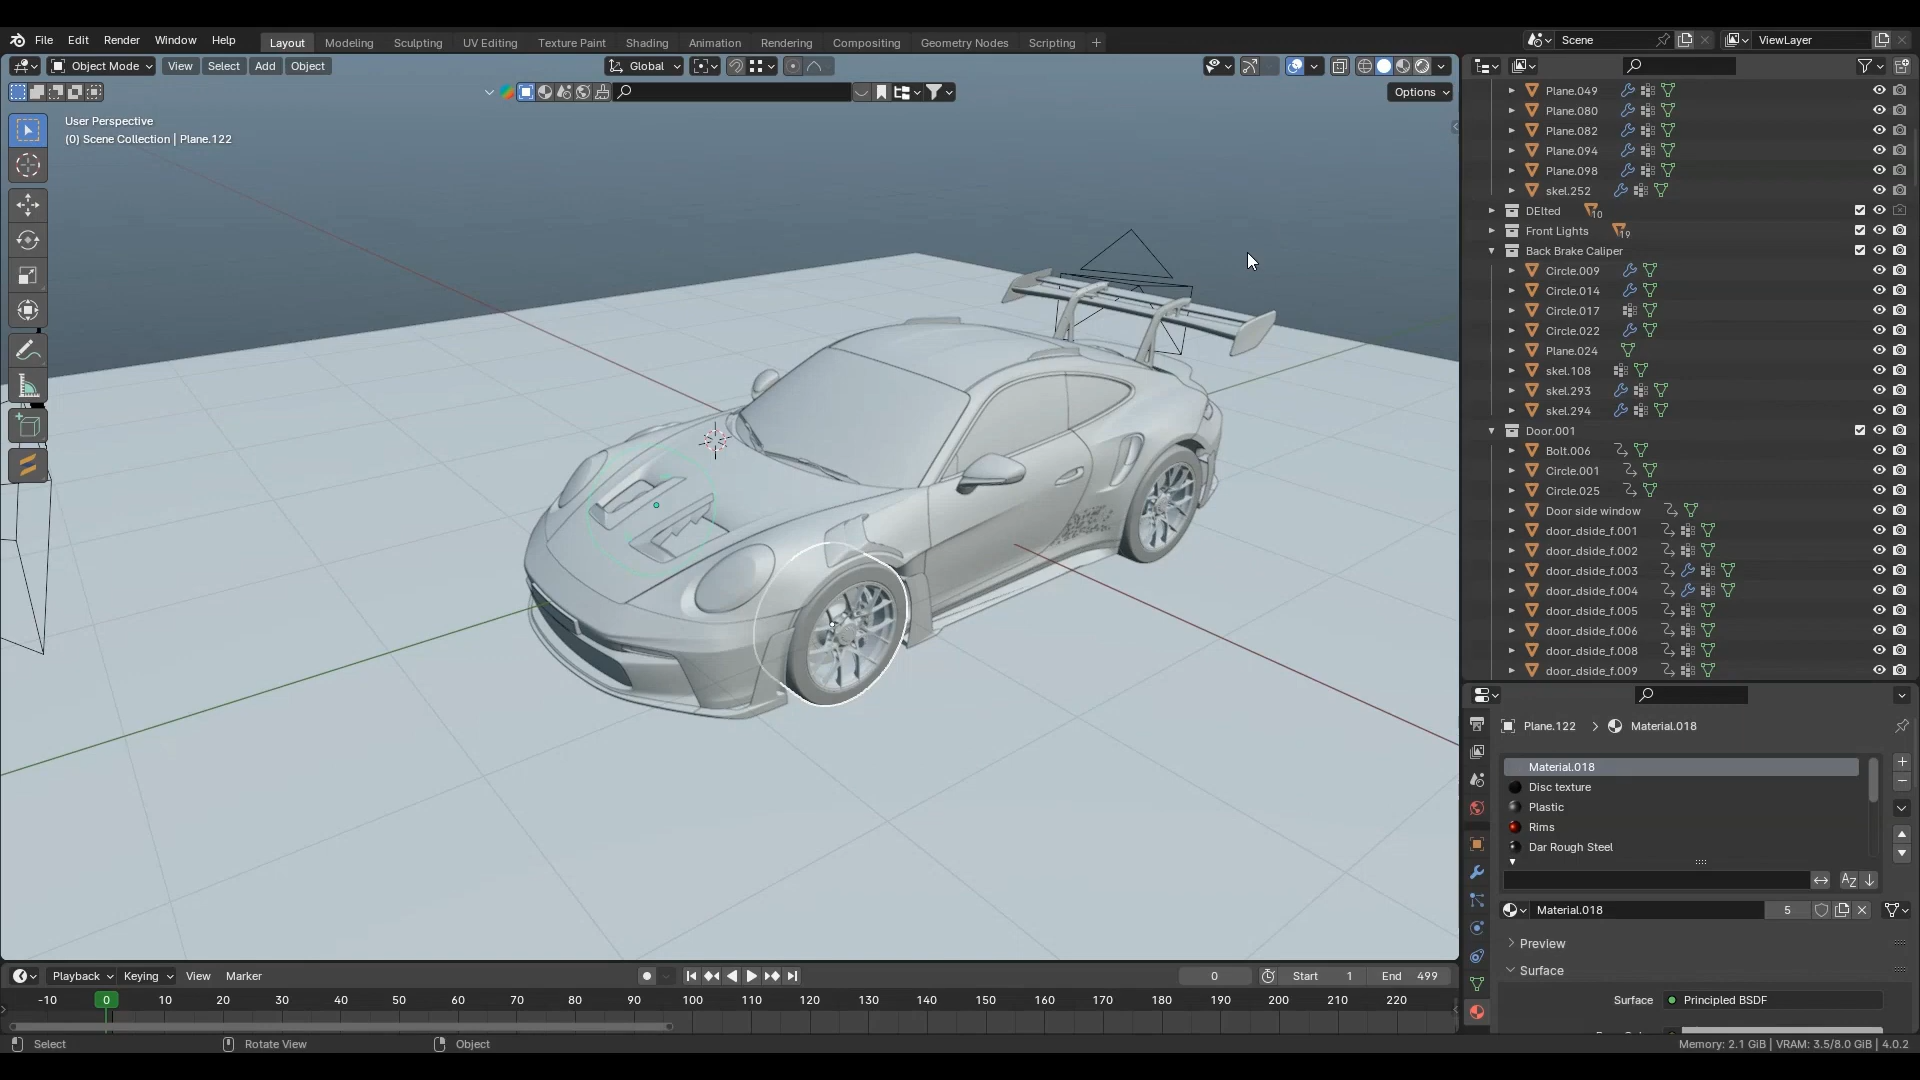 File Edit Render Window Help Layout Modeling Sculpting UV Editing Texture Paint Shading Animation Rendering Compositing Geometry Nodes Scripting + Scene ViewLayer
Object Mode View Select Add Object Global
Options
User Perspective
(0) Scene Collection | Plane.122
Plane.049
Plane.080
Plane.082
Plane.094
Plane.098
skel.252
DElted 10
Front Lights 19
Back Brake Caliper
Circle.009
Circle.014
Circle.017
Circle.022
Plane.024
skel.108
skel.293
skel.294
Door.001
Bolt.006
Circle.001
Circle.025
Door side window
door_dside_f.001
door_dside_f.002
door_dside_f.003
door_dside_f.004
door_dside_f.005
door_dside_f.006
door_dside_f.008
door_dside_f.009
Plane.122 > Material.018
Material.018
Disc texture
Plastic
Rims
Dar Rough Steel
Material.018 5
Preview
Surface
Surface Principled BSDF
Playback Keying View Marker 0 Start 1 End 499
-10 0 10 20 30 40 50 60 70 80 90 100 110 120 130 140 150 160 170 180 190 200 210 220
Select Rotate View Object Memory: 2.1 GiB | VRAM: 3.5/8.0 GiB | 4.0.2